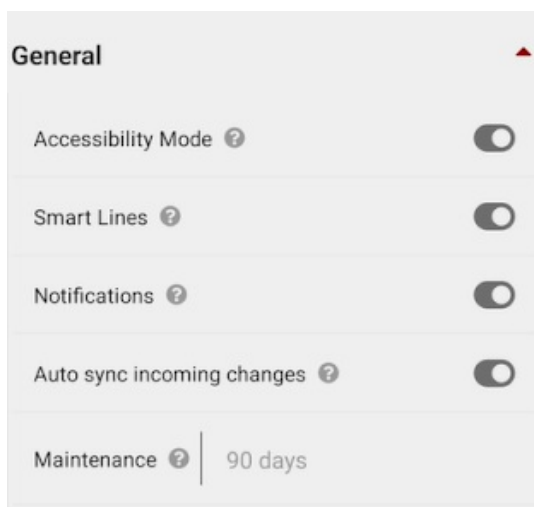 General
Accessibility Mode ?
Smart Lines ?
Notifications ?
Auto sync incoming changes ?
Maintenance ? 90 days